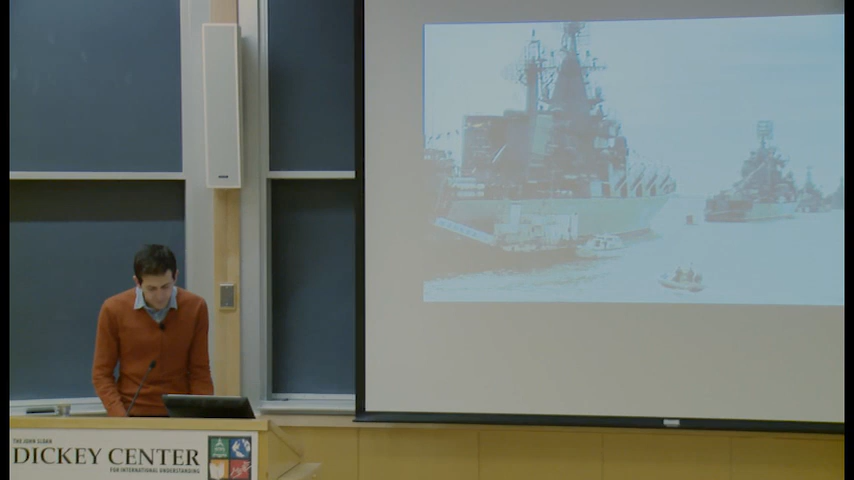 THE JOHN SLOAN
DICKEY CENTER
FOR INTERNATIONAL UNDERSTANDING